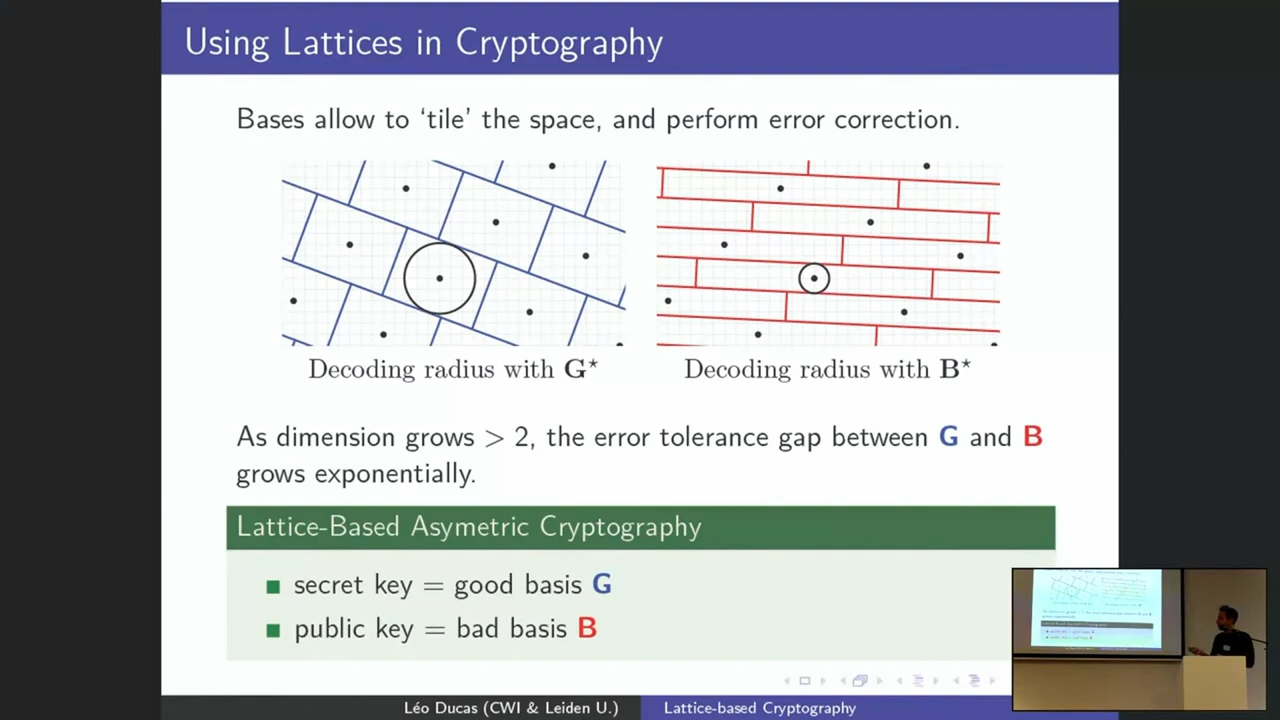 Using Lattices in Cryptography
Bases allow to ‘tile’ the space, and perform error correction.
Decoding radius with G⋆
Decoding radius with B⋆
As dimension grows > 2, the error tolerance gap between G and B
grows exponentially.
Lattice-Based Asymetric Cryptography
secret key = good basis G
public key = bad basis B
Léo Ducas (CWI & Leiden U.)
Lattice-based Cryptography